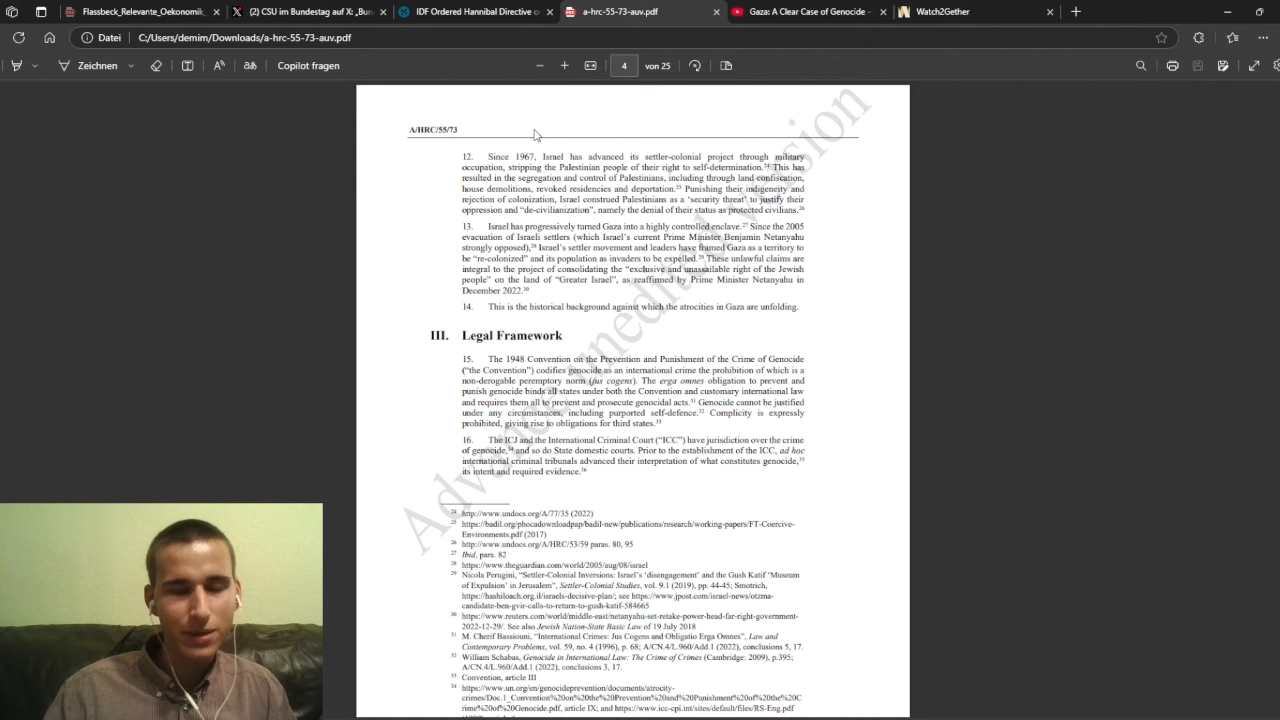 Flassbeck_Relevante_Oekonomik_
(2) CSU im Bundestag auf X: „Bun
IDF Ordered Hannibal Directive o
a-hrc-55-73-auv.pdf
Gaza: A Clear Case of Genocide -
Watch2Gether
Datei
C:/Users/demim/Downloads/a-hrc-55-73-auv.pdf
Zeichnen
Copilot fragen
4
von 25
A/HRC/55/73
12. Since 1967, Israel has advanced its settler-colonial project through military
occupation, stripping the Palestinian people of their right to self-determination.24 This has
resulted in the segregation and control of Palestinians, including through land confiscation,
house demolitions, revoked residencies and deportation.25 Punishing their indigeneity and
rejection of colonization, Israel construed Palestinians as a ‘security threat’ to justify their
oppression and “de-civilianization”, namely the denial of their status as protected civilians.26
13. Israel has progressively turned Gaza into a highly controlled enclave.27 Since the 2005
evacuation of Israeli settlers (which Israel’s current Prime Minister Benjamin Netanyahu
strongly opposed),28 Israel’s settler movement and leaders have framed Gaza as a territory to
be “re-colonized” and its population as invaders to be expelled.29 These unlawful claims are
integral to the project of consolidating the “exclusive and unassailable right of the Jewish
people” on the land of “Greater Israel”, as reaffirmed by Prime Minister Netanyahu in
December 2022.30
14. This is the historical background against which the atrocities in Gaza are unfolding.
III. Legal Framework
15. The 1948 Convention on the Prevention and Punishment of the Crime of Genocide
(“the Convention”) codifies genocide as an international crime the prohibition of which is a
non-derogable peremptory norm (jus cogens). The erga omnes obligation to prevent and
punish genocide binds all states under both the Convention and customary international law
and requires them all to prevent and prosecute genocidal acts.31 Genocide cannot be justified
under any circumstances, including purported self-defence.32 Complicity is expressly
prohibited, giving rise to obligations for third states.33
16. The ICJ and the International Criminal Court (“ICC”) have jurisdiction over the crime
of genocide,34 and so do State domestic courts. Prior to the establishment of the ICC, ad hoc
international criminal tribunals advanced their interpretation of what constitutes genocide,35
its intent and required evidence.36
Advance unedited version
24 http://www.undocs.org/A/77/35 (2022)
25 https://badil.org/phocadownloadpap/badil-new/publications/research/working-papers/FT-Coercive-
Environments.pdf (2017)
26 http://www.undocs.org/A/HRC/53/59 paras. 80, 95
27 Ibid, para. 82
28 https://www.theguardian.com/world/2005/aug/08/israel
29 Nicola Perugini, “Settler-Colonial Inversions: Israel’s ‘disengagement’ and the Gush Katif ‘Museum
of Expulsion’ in Jerusalem”, Settler-Colonial Studies, vol. 9.1 (2019), pp. 44-45; Smotrich,
https://hashiloach.org.il/israels-decisive-plan/; see https://www.jpost.com/israel-news/otzma-
candidate-ben-gvir-calls-to-return-to-gush-katif-584665
30 https://www.reuters.com/world/middle-east/netanyahu-set-retake-power-head-far-right-government-
2022-12-29/. See also Jewish Nation-State Basic Law of 19 July 2018
31 M. Cherif Bassiouni, “International Crimes: Jus Cogens and Obligatio Erga Omnes”, Law and
Contemporary Problems, vol. 59, no. 4 (1996), p. 68; A/CN.4/L.960/Add.1 (2022), conclusions 5, 17.
32 William Schabas, Genocide in International Law: The Crime of Crimes (Cambridge: 2009), p.395;
A/CN.4/L.960/Add.1 (2022), conclusions 3, 17.
33 Convention, article III
34 https://www.un.org/en/genocideprevention/documents/atrocity-
crimes/Doc.1_Convention%20on%20the%20Prevention%20and%20Punishment%20of%20the%20C
rime%20of%20Genocide.pdf, article IX; and https://www.icc-cpi.int/sites/default/files/RS-Eng.pdf